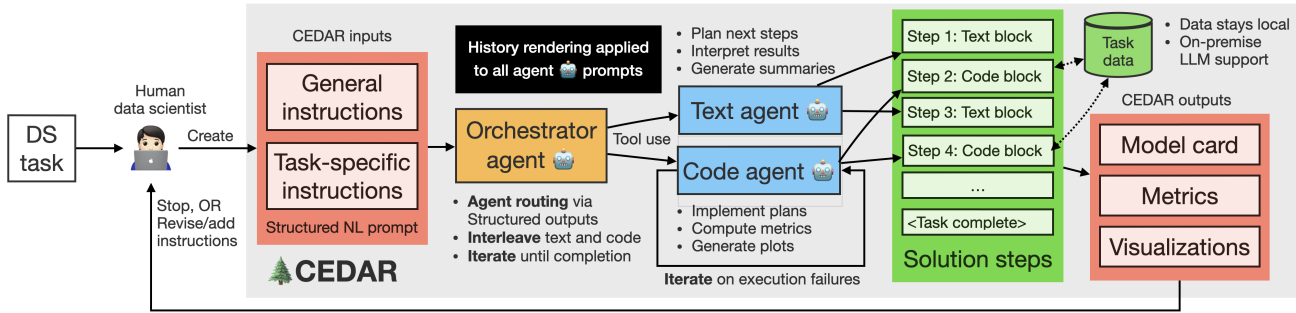 DS
task
Human
data scientist
Create
Stop, OR
Revise/add
instructions
CEDAR inputs
General
instructions
Task-specific
instructions
Structured NL prompt
CEDAR
History rendering applied
to all agent prompts
Orchestrator
agent
• Agent routing via
Structured outputs
• Interleave text and code
• Iterate until completion
Tool use
• Plan next steps
• Interpret results
• Generate summaries
Text agent
Code agent
• Implement plans
• Compute metrics
• Generate plots
Iterate on execution failures
Step 1: Text block
Step 2: Code block
Step 3: Text block
Step 4: Code block
...
<Task complete>
Solution steps
Task
data
• Data stays local
• On-premise
LLM support
CEDAR outputs
Model card
Metrics
Visualizations